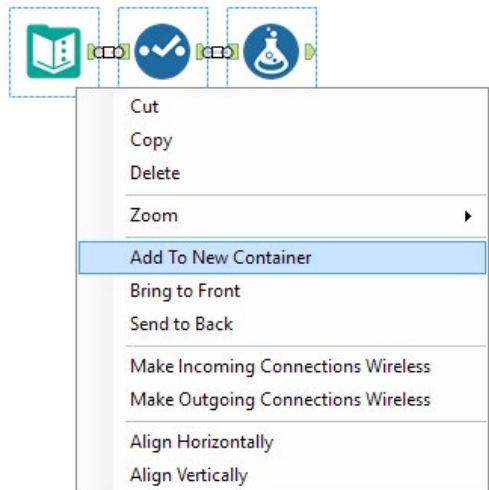 Cut
Copy
Delete
Zoom
Add To New Container
Bring to Front
Send to Back
Make Incoming Connections Wireless
Make Outgoing Connections Wireless
Align Horizontally
Align Vertically